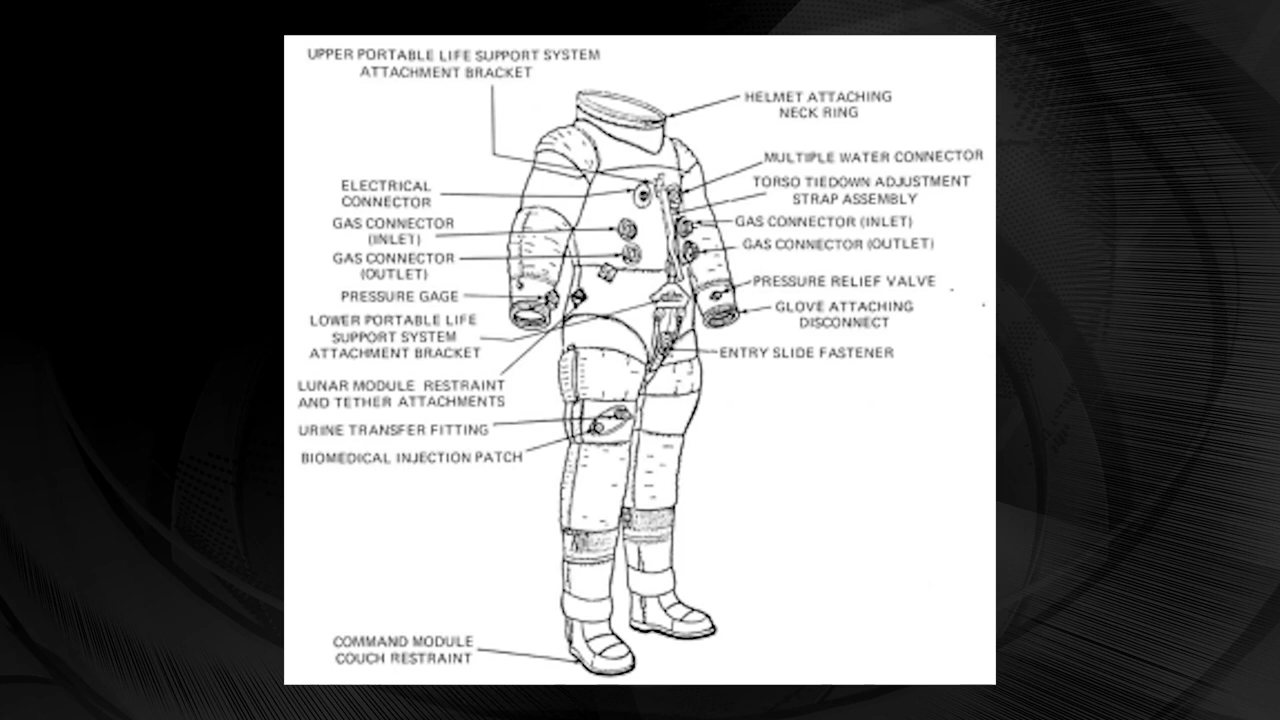 UPPER PORTABLE LIFE SUPPORT SYSTEM
ATTACHMENT BRACKET
HELMET ATTACHING
NECK RING
MULTIPLE WATER CONNECTOR
TORSO TIEDOWN ADJUSTMENT
STRAP ASSEMBLY
GAS CONNECTOR (INLET)
GAS CONNECTOR (OUTLET)
PRESSURE RELIEF VALVE
GLOVE ATTACHING
DISCONNECT
ENTRY SLIDE FASTENER
ELECTRICAL
CONNECTOR
GAS CONNECTOR
(INLET)
GAS CONNECTOR
(OUTLET)
PRESSURE GAGE
LOWER PORTABLE LIFE
SUPPORT SYSTEM
ATTACHMENT BRACKET
LUNAR MODULE RESTRAINT
AND TETHER ATTACHMENTS
URINE TRANSFER FITTING
BIOMEDICAL INJECTION PATCH
COMMAND MODULE
COUCH RESTRAINT